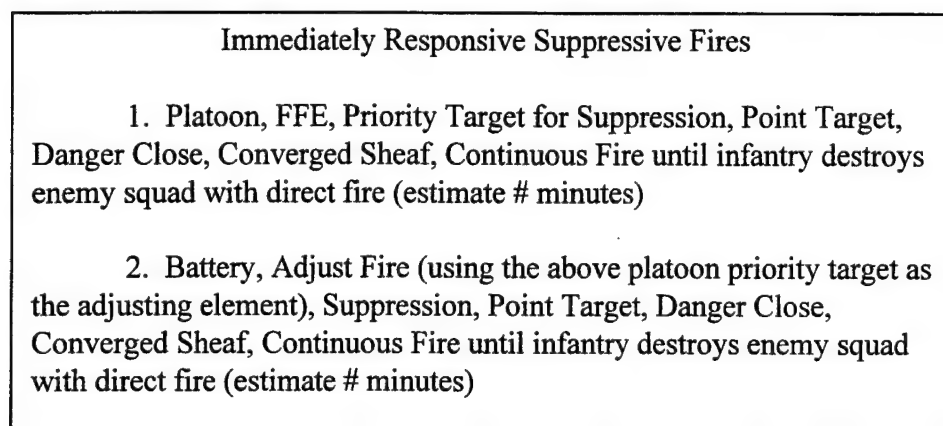 Immediately Responsive Suppressive Fires
1. Platoon, FFE, Priority Target for Suppression, Point Target,
Danger Close, Converged Sheaf, Continuous Fire until infantry destroys
enemy squad with direct fire (estimate # minutes)
2. Battery, Adjust Fire (using the above platoon priority target as
the adjusting element), Suppression, Point Target, Danger Close,
Converged Sheaf, Continuous Fire until infantry destroys enemy squad
with direct fire (estimate # minutes)